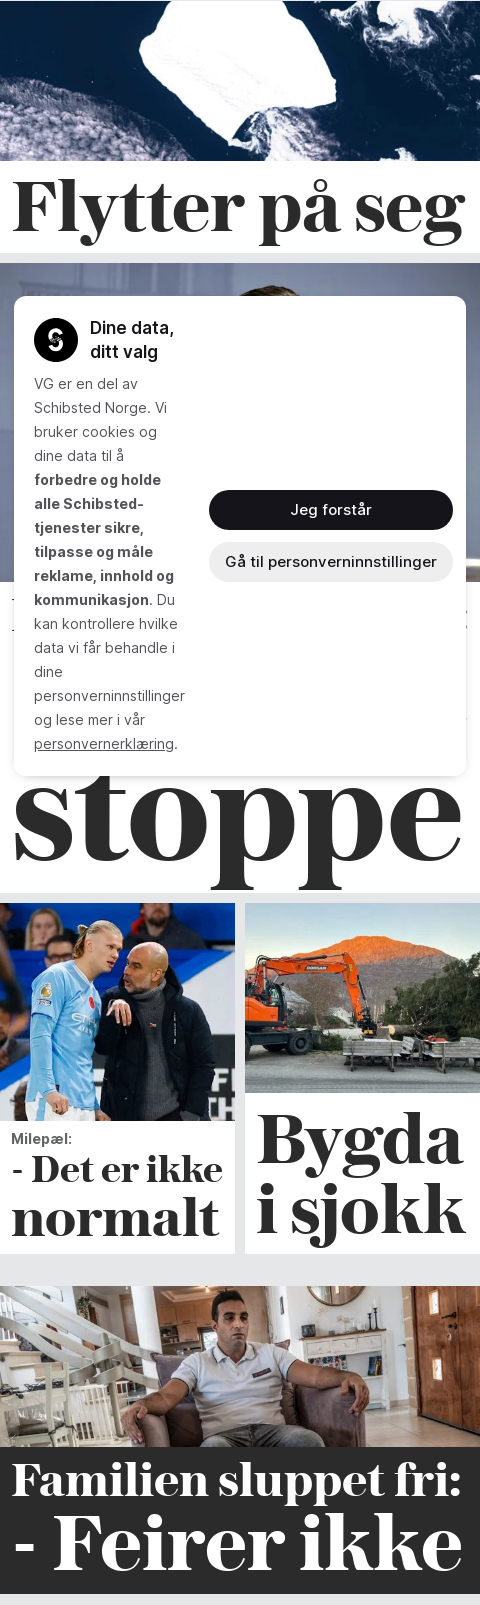 Flytter på seg
Dine data,
ditt valg
VG er en del av
Schibsted Norge. Vi
bruker cookies og
dine data til å
forbedre og holde
alle Schibsted-
tjenester sikre,
tilpasse og måle
reklame, innhold og
kommunikasjon. Du
kan kontrollere hvilke
data vi får behandle i
dine
personverninnstillinger
og lese mer i vår
personvernerklæring.
Jeg forstår
Gå til personverninnstillinger
stoppe
Milepæl:
- Det er ikke
normalt
Bygda
i sjokk
Familien sluppet fri:
- Feirer ikke